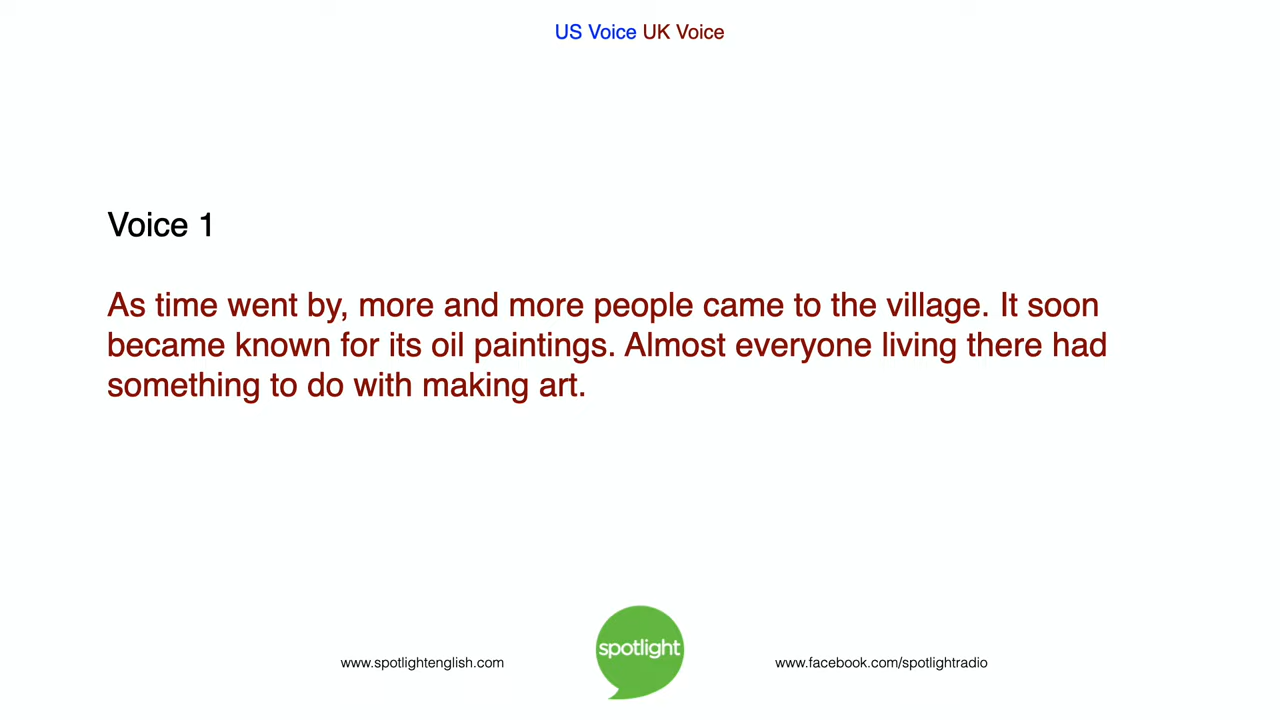 US Voice UK Voice
Voice 1
As time went by, more and more people came to the village. It soon
became known for its oil paintings. Almost everyone living there had
something to do with making art.
www.spotlightenglish.com
spotlight
www.facebook.com/spotlightradio